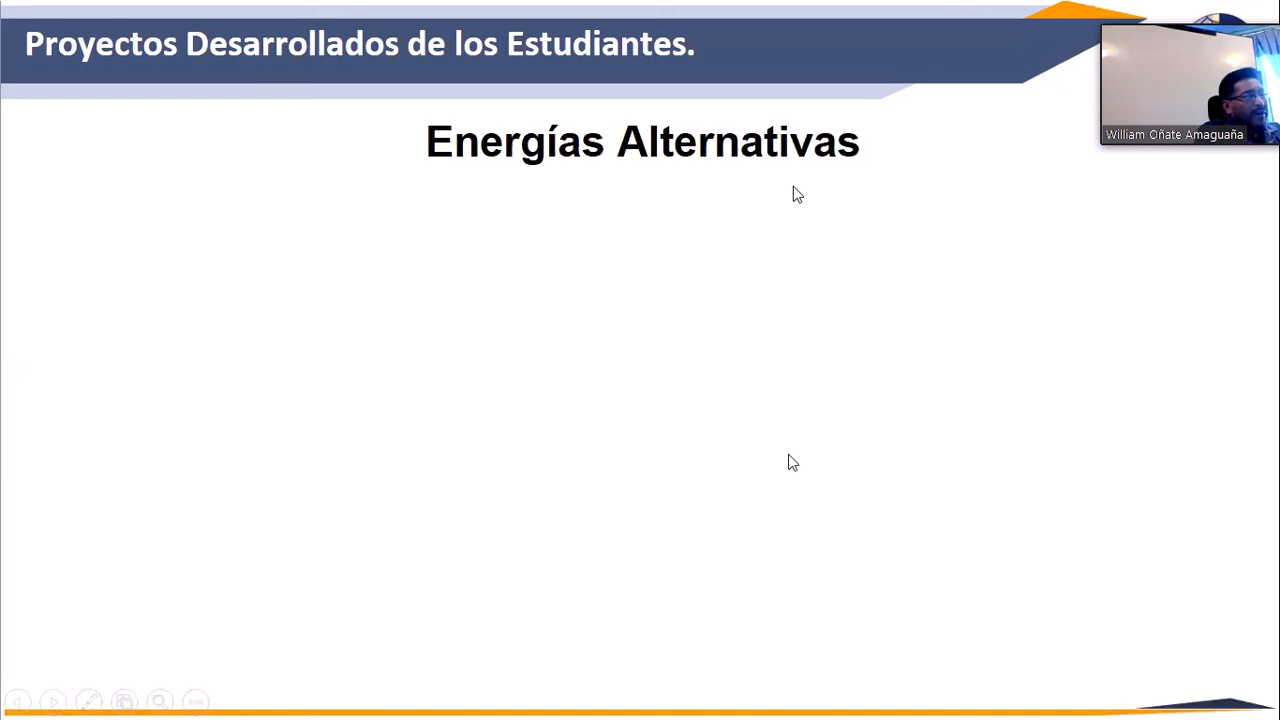 Proyectos Desarrollados de los Estudiantes.
William Oñate Amaguaña
Energías Alternativas